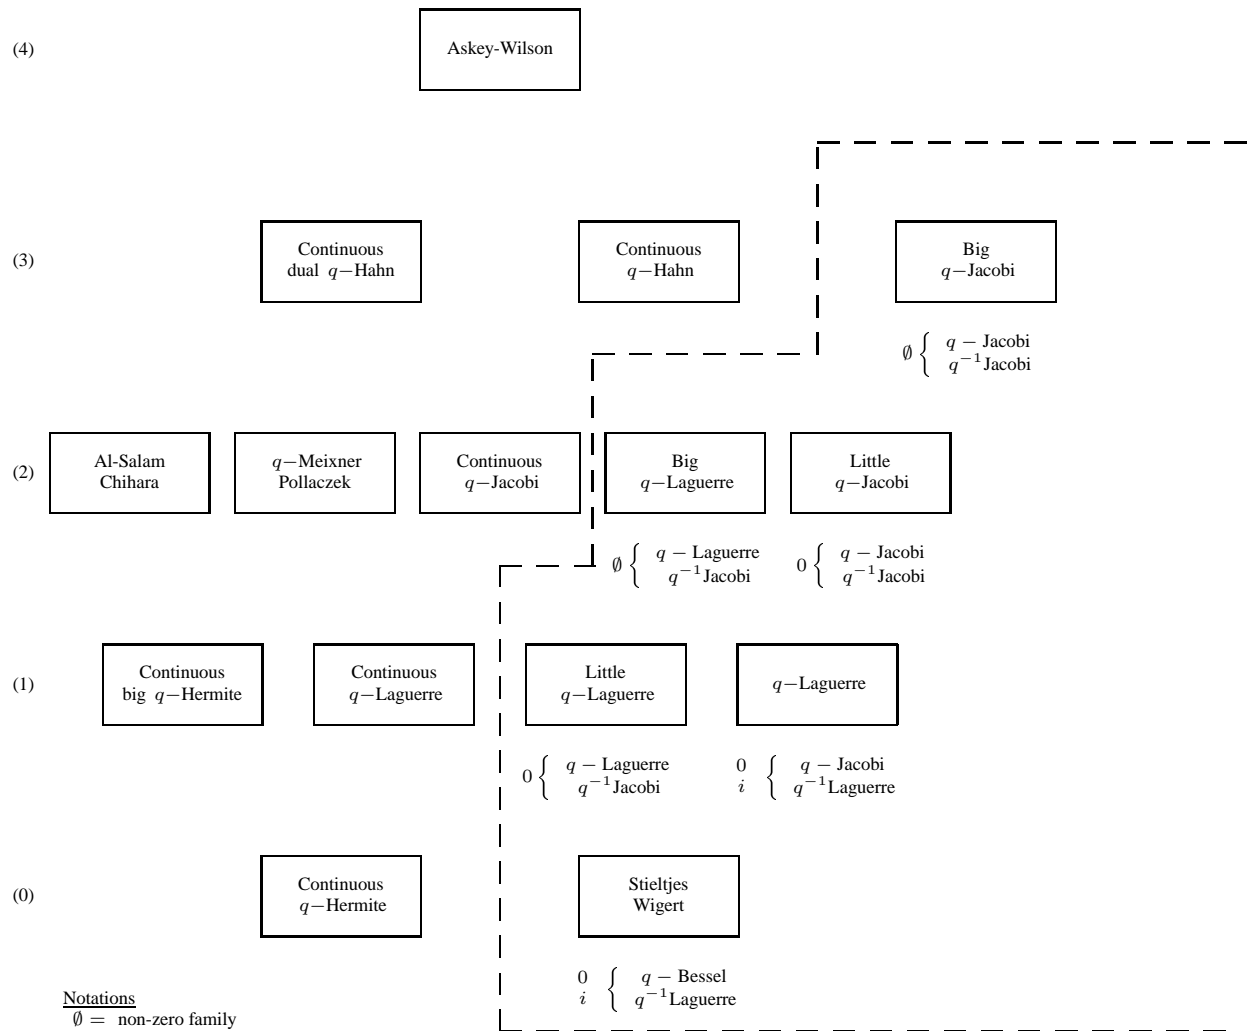 (4)
Askey-Wilson
(3)
Continuous
dual q−Hahn
Continuous
q−Hahn
Big
q−Jacobi
∅ { q − Jacobi
q⁻¹Jacobi
(2)
Al-Salam
Chihara
q−Meixner
Pollaczek
Continuous
q−Jacobi
Big
q−Laguerre
Little
q−Jacobi
∅ { q − Laguerre
q⁻¹Jacobi
0 { q − Jacobi
q⁻¹Jacobi
(1)
Continuous
big q−Hermite
Continuous
q−Laguerre
Little
q−Laguerre
q−Laguerre
0 { q − Laguerre
q⁻¹Jacobi
0 { q − Jacobi
i q⁻¹Laguerre
(0)
Continuous
q−Hermite
Stieltjes
Wigert
0 { q − Bessel
i q⁻¹Laguerre
Notations
∅ = non-zero family